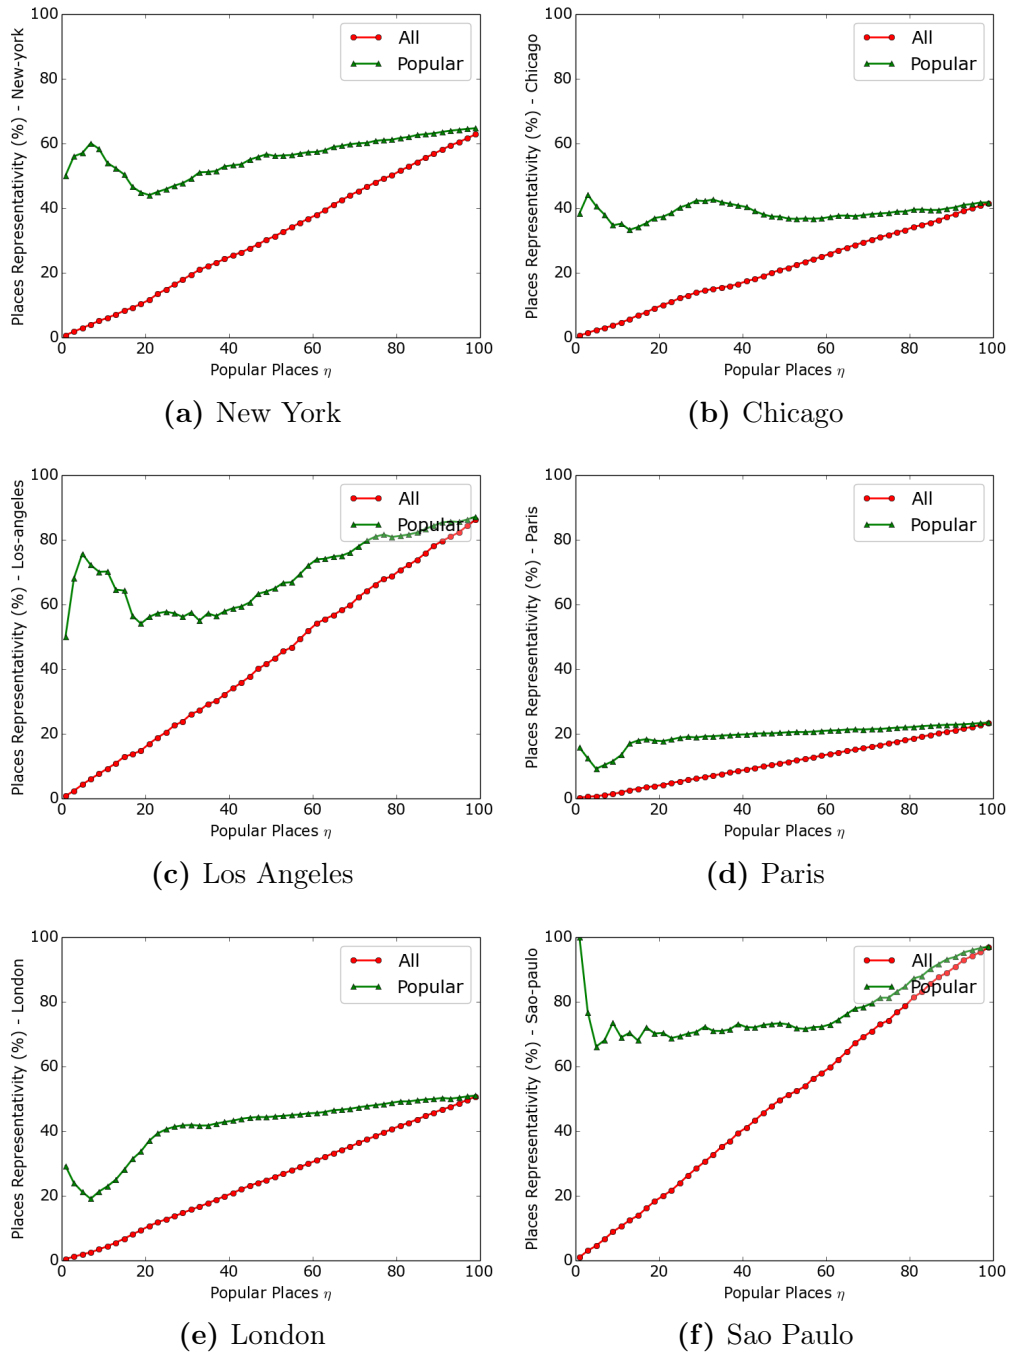 100
80
60
40
20
0
0 20 40 60 80 100
Places Representativity (%) - New-york
Popular Places η
All
Popular
(a) New York
100
80
60
40
20
0
0 20 40 60 80 100
Places Representativity (%) - Chicago
Popular Places η
All
Popular
(b) Chicago
100
80
60
40
20
0
0 20 40 60 80 100
Places Representativity (%) - Los-angeles
Popular Places η
All
Popular
(c) Los Angeles
100
80
60
40
20
0
0 20 40 60 80 100
Places Representativity (%) - Paris
Popular Places η
All
Popular
(d) Paris
100
80
60
40
20
0
0 20 40 60 80 100
Places Representativity (%) - London
Popular Places η
All
Popular
(e) London
100
80
60
40
20
0
0 20 40 60 80 100
Places Representativity (%) - Sao-paulo
Popular Places η
All
Popular
(f) Sao Paulo